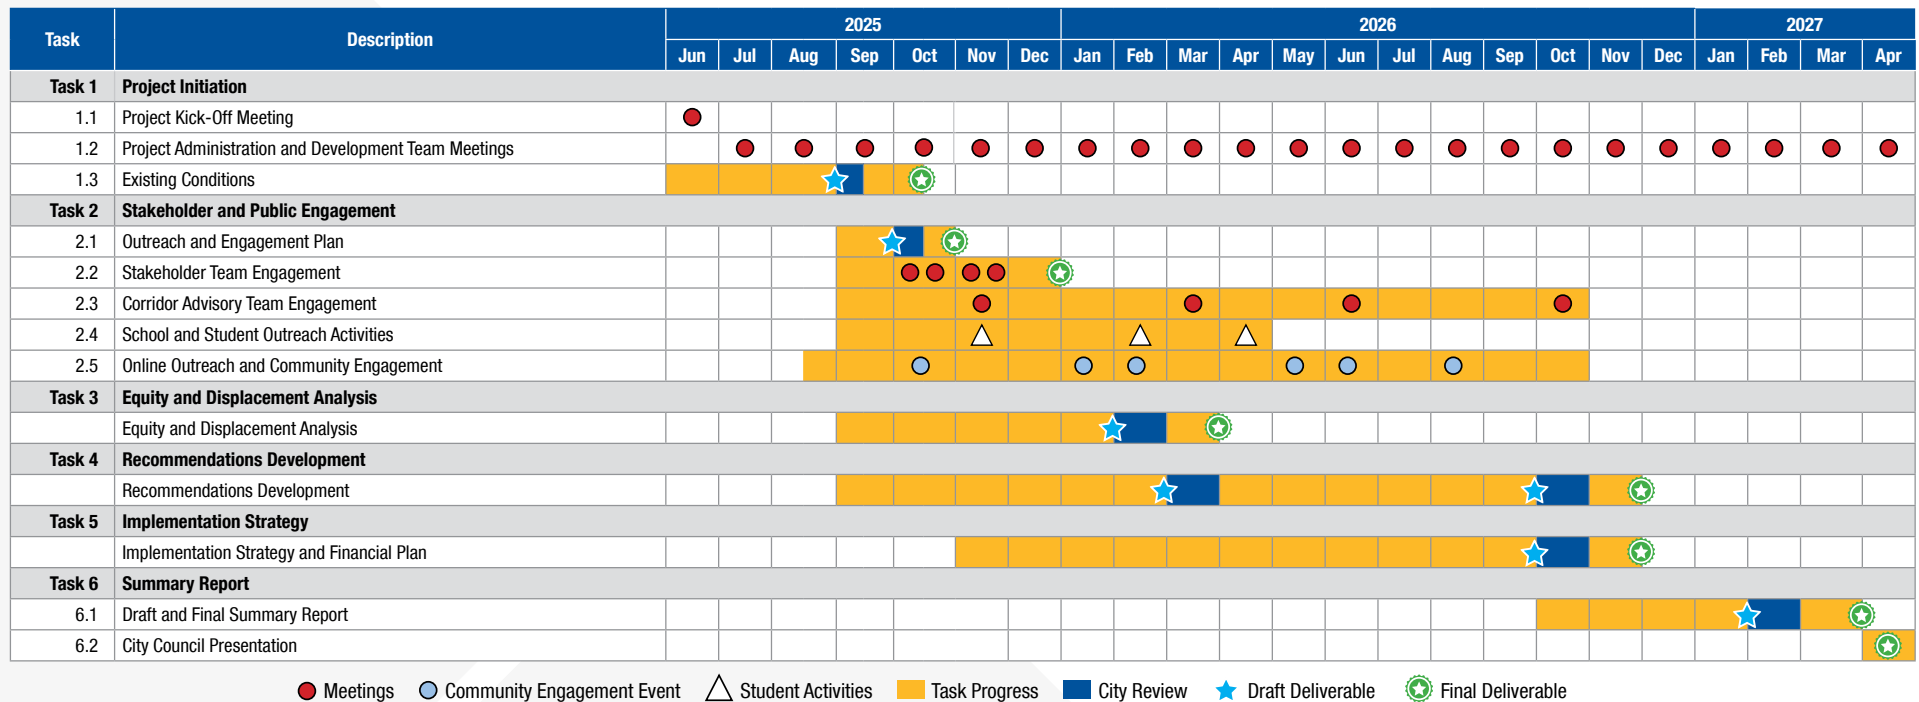 Task Description 2025 2026 2027
Jun Jul Aug Sep Oct Nov Dec Jan Feb Mar Apr May Jun Jul Aug Sep Oct Nov Dec Jan Feb Mar Apr
Task 1 Project Initiation
1.1 Project Kick-Off Meeting
1.2 Project Administration and Development Team Meetings
1.3 Existing Conditions
Task 2 Stakeholder and Public Engagement
2.1 Outreach and Engagement Plan
2.2 Stakeholder Team Engagement
2.3 Corridor Advisory Team Engagement
2.4 School and Student Outreach Activities
2.5 Online Outreach and Community Engagement
Task 3 Equity and Displacement Analysis
Equity and Displacement Analysis
Task 4 Recommendations Development
Recommendations Development
Task 5 Implementation Strategy
Implementation Strategy and Financial Plan
Task 6 Summary Report
6.1 Draft and Final Summary Report
6.2 City Council Presentation
Meetings Community Engagement Event Student Activities Task Progress City Review Draft Deliverable Final Deliverable